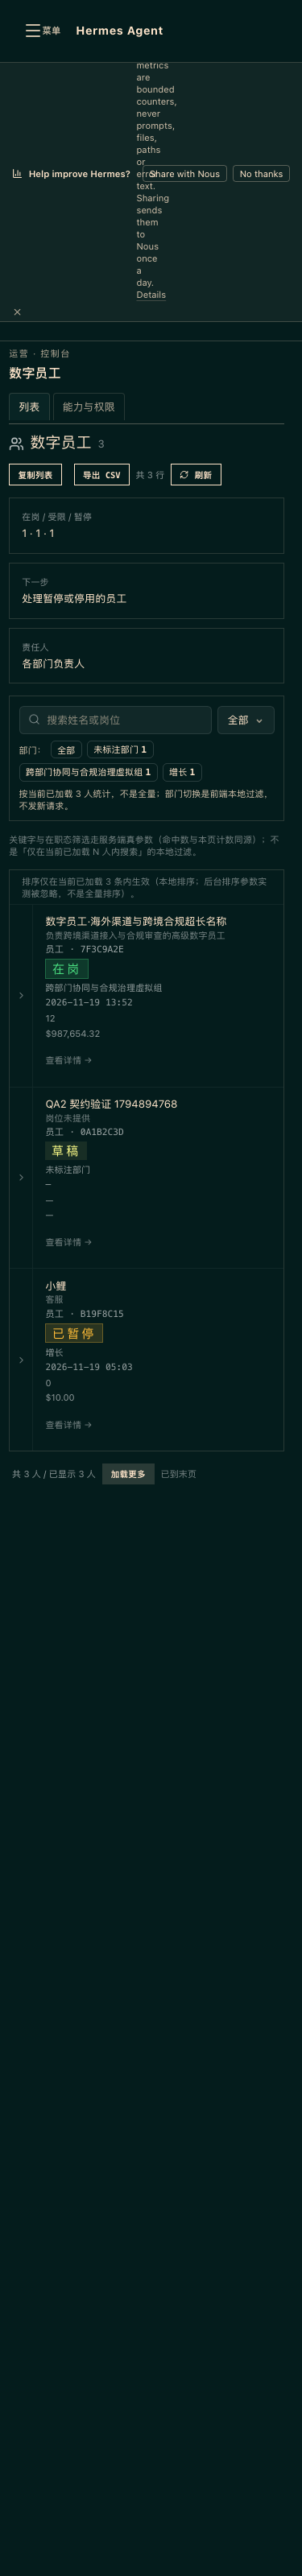 菜单 Hermes Agent
metrics
are
bounded
counters,
never
prompts,
files,
paths
or
Help improve Hermes?
Share with Nous
No thanks
text.
Sharing
sends
them
to
Nous
once
a
day.
Details
运营 · 控制台
数字员工
列表 能力与权限
数字员工 3
复制列表 导出 CSV 共 3 行 刷新
在岗 / 受限 / 暂停
1 · 1 · 1
下一步
处理暂停或停用的员工
责任人
各部门负责人
搜索姓名或岗位 全部
部门: 全部 未标注部门 1
跨部门协同与合规治理虚拟组 1 增长 1
按当前已加载 3 人统计，不是全量；部门切换是前端本地过滤，
不发新请求。
关键字与在职态筛选走服务端真参数（命中数与本页计数同源）；不
是「仅在当前已加载 N 人内搜索」的本地过滤。
排序仅在当前已加载 3 条内生效（本地排序；后台排序参数实
测被忽略，不是全量排序）。
数字员工·海外渠道与跨境合规超长名称
负责跨境渠道接入与合规审查的高级数字员工
员工 · 7F3C9A2E
在岗
跨部门协同与合规治理虚拟组
2026-11-19 13:52
12
$987,654.32
查看详情 →
QA2 契约验证 1794894768
岗位未提供
员工 · 0A1B2C3D
草稿
未标注部门
—
—
—
查看详情 →
小鲤
客服
员工 · B19F8C15
已暂停
增长
2026-11-19 05:03
0
$10.00
查看详情 →
共 3 人 / 已显示 3 人 加载更多 已到末页